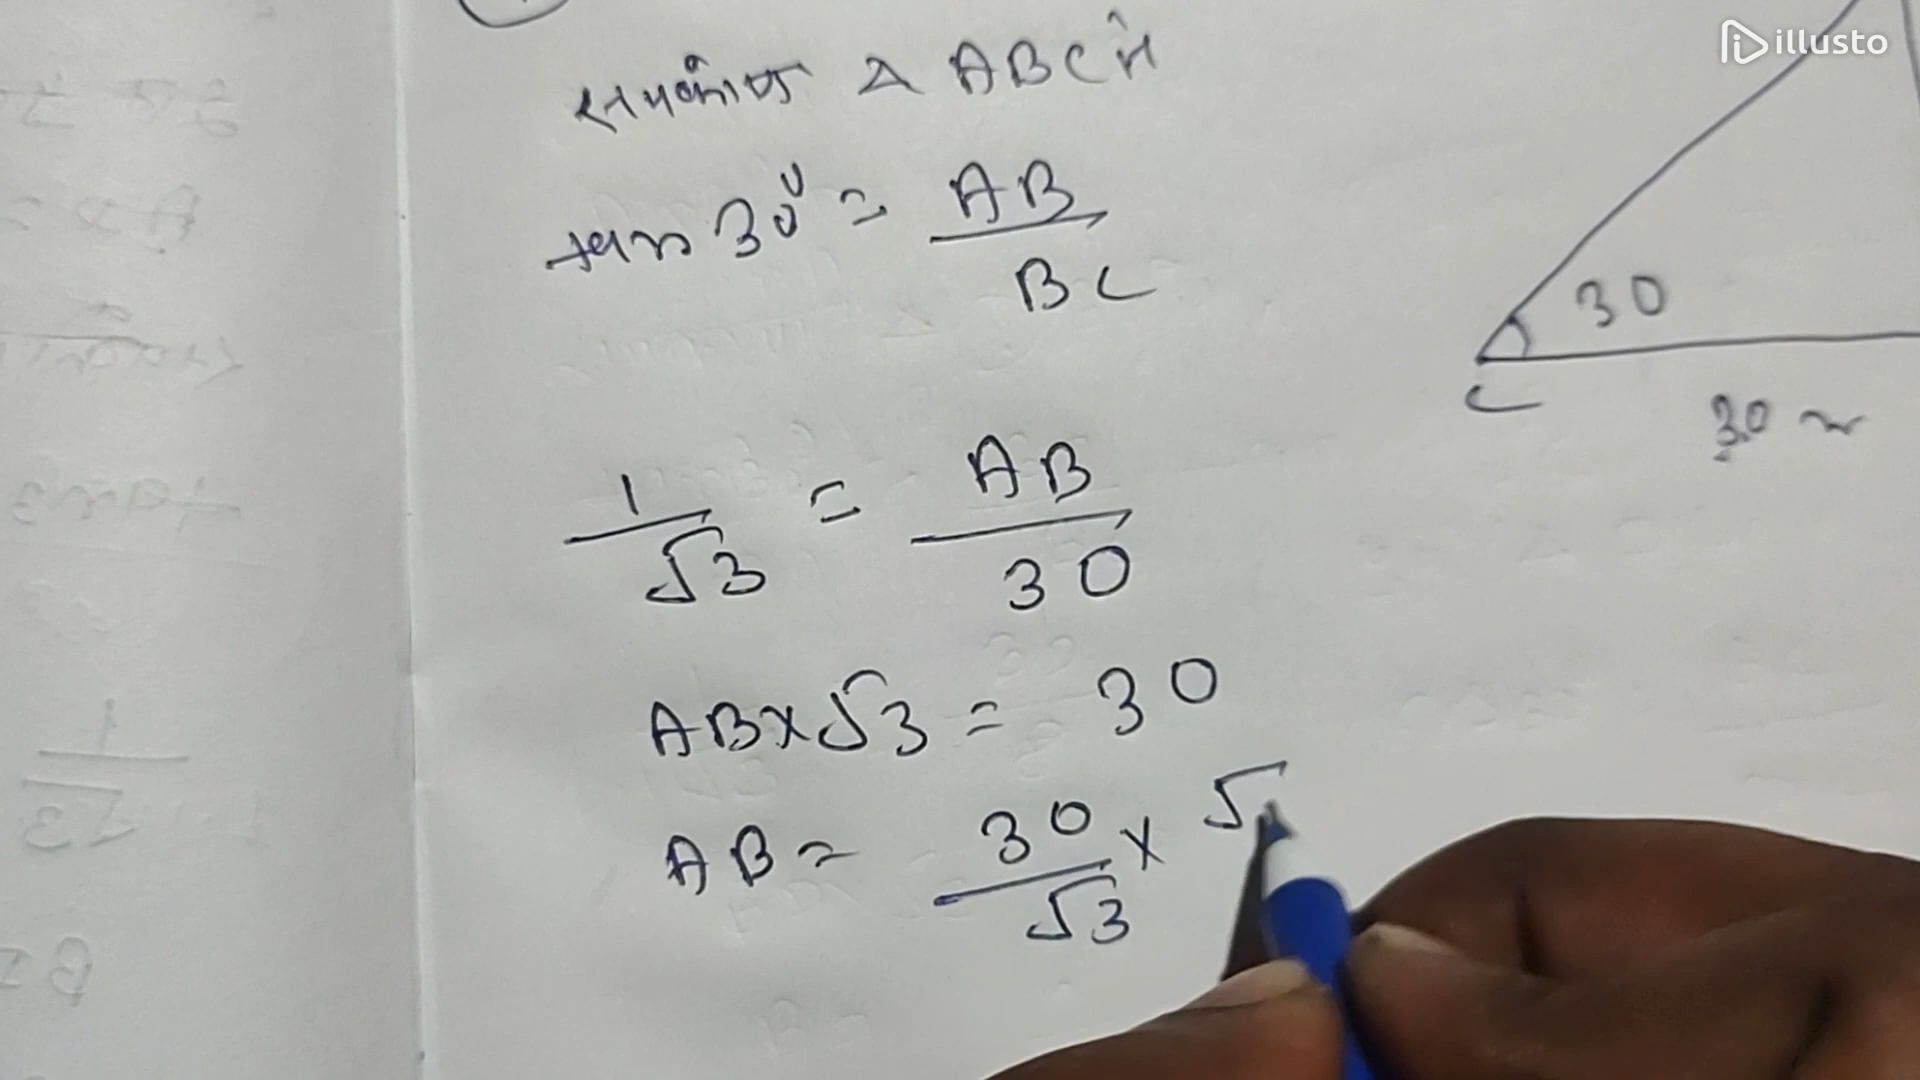 illusto
समकोण △ ABC में
tan 30° = AB / BC
30
C
30 m
1 / √3 = AB / 30
AB × √3 = 30
AB = 30 / √3 × √